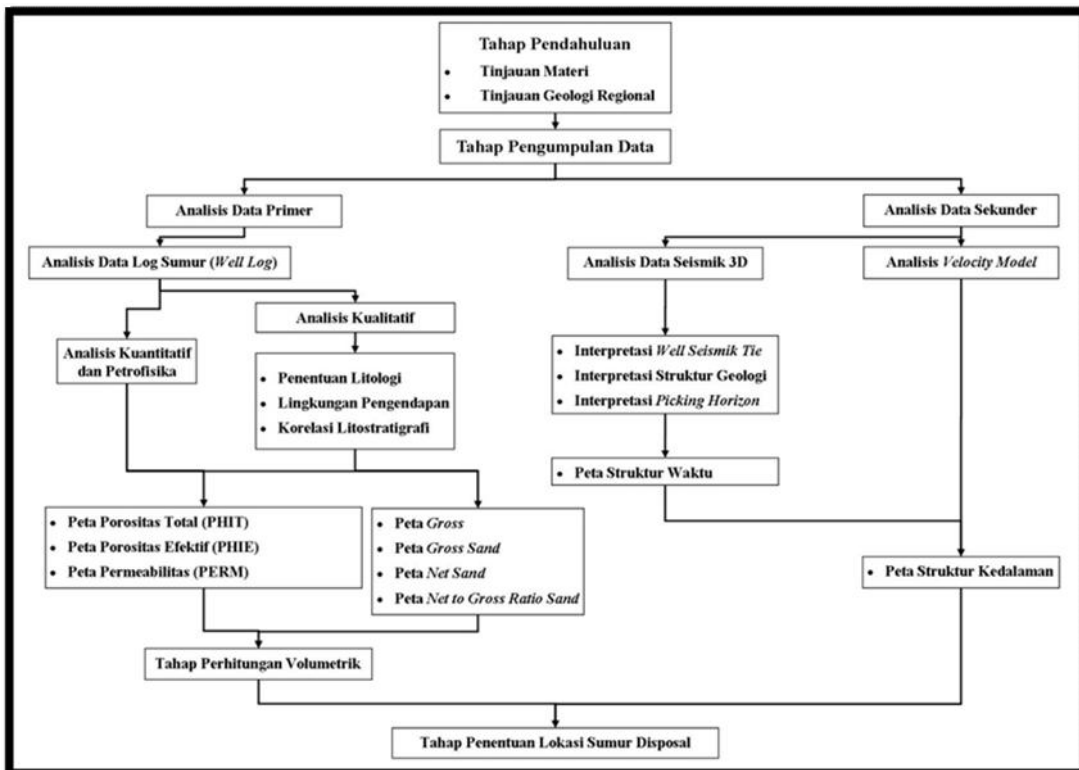 Tahap Pendahuluan
• Tinjauan Materi
• Tinjauan Geologi Regional
Tahap Pengumpulan Data
Analisis Data Primer
Analisis Data Sekunder
Analisis Data Log Sumur (Well Log)
Analisis Data Seismik 3D
Analisis Velocity Model
Analisis Kualitatif
Analisis Kuantitatif
dan Petrofisika
• Penentuan Litologi
• Lingkungan Pengendapan
• Korelasi Litostratigrafi
• Interpretasi Well Seismik Tie
• Interpretasi Struktur Geologi
• Interpretasi Picking Horizon
• Peta Struktur Waktu
• Peta Porositas Total (PHIT)
• Peta Porositas Efektif (PHIE)
• Peta Permeabilitas (PERM)
• Peta Gross
• Peta Gross Sand
• Peta Net Sand
• Peta Net to Gross Ratio Sand
• Peta Struktur Kedalaman
Tahap Perhitungan Volumetrik
Tahap Penentuan Lokasi Sumur Disposal